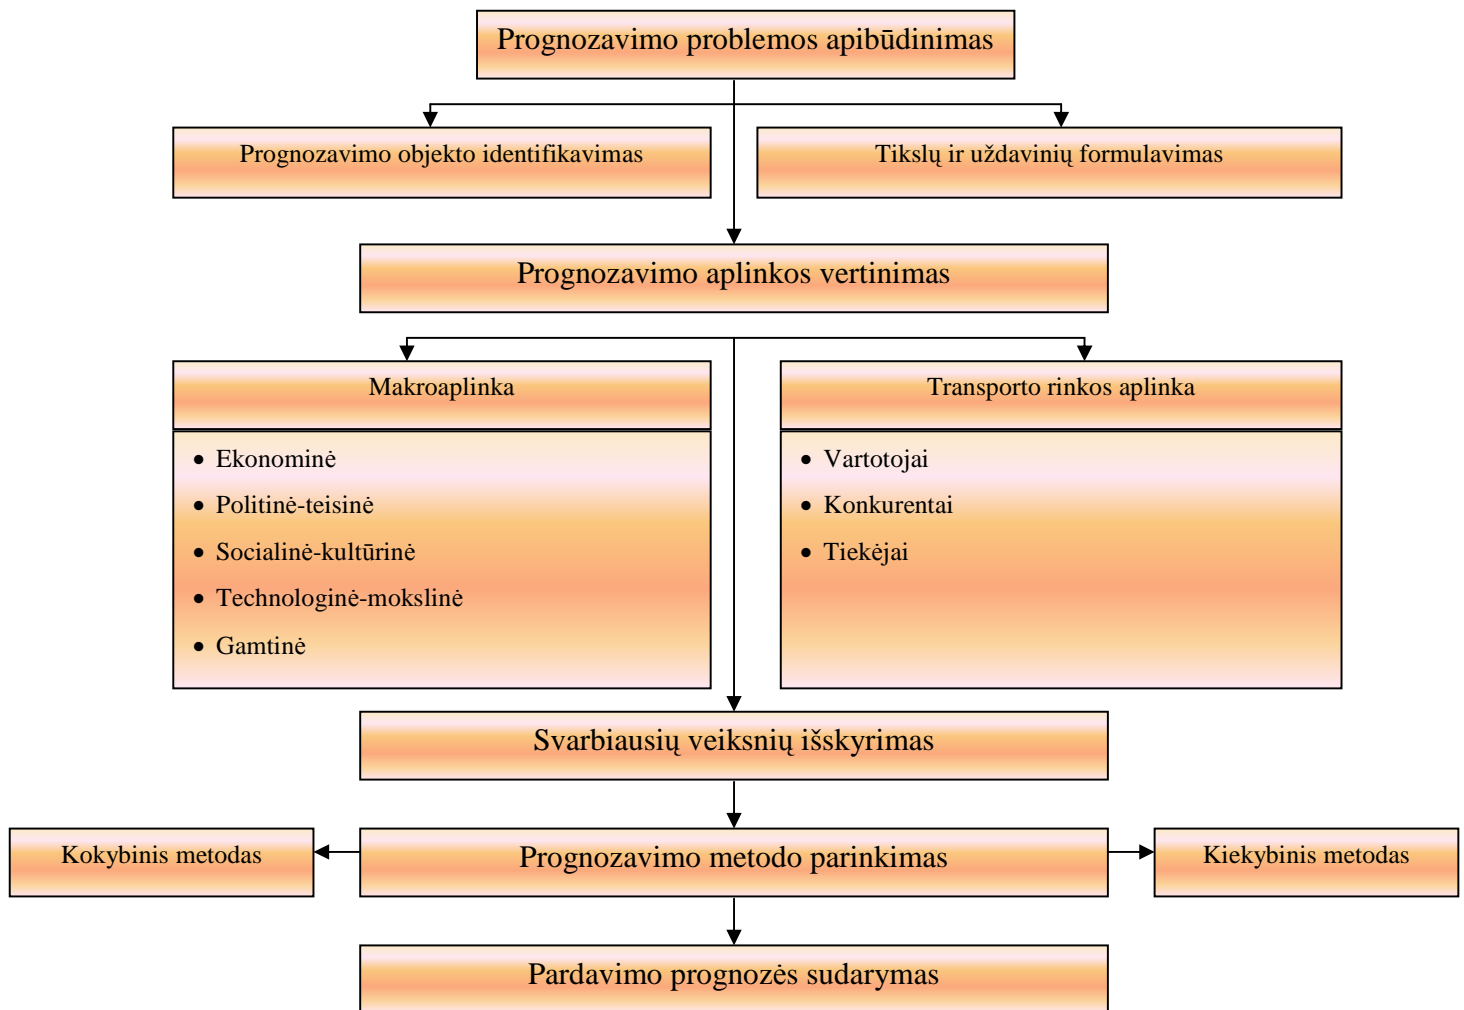 Prognozavimo problemos apibūdinimas
Prognozavimo objekto identifikavimas
Tikslų ir uždavinių formulavimas
Prognozavimo aplinkos vertinimas
Makroaplinka
• Ekonominė
• Politinė-teisinė
• Socialinė-kultūrinė
• Technologinė-mokslinė
• Gamtinė
Transporto rinkos aplinka
• Vartotojai
• Konkurentai
• Tiekėjai
Svarbiausių veiksnių išskyrimas
Kokybinis metodas
Prognozavimo metodo parinkimas
Kiekybinis metodas
Pardavimo prognozės sudarymas